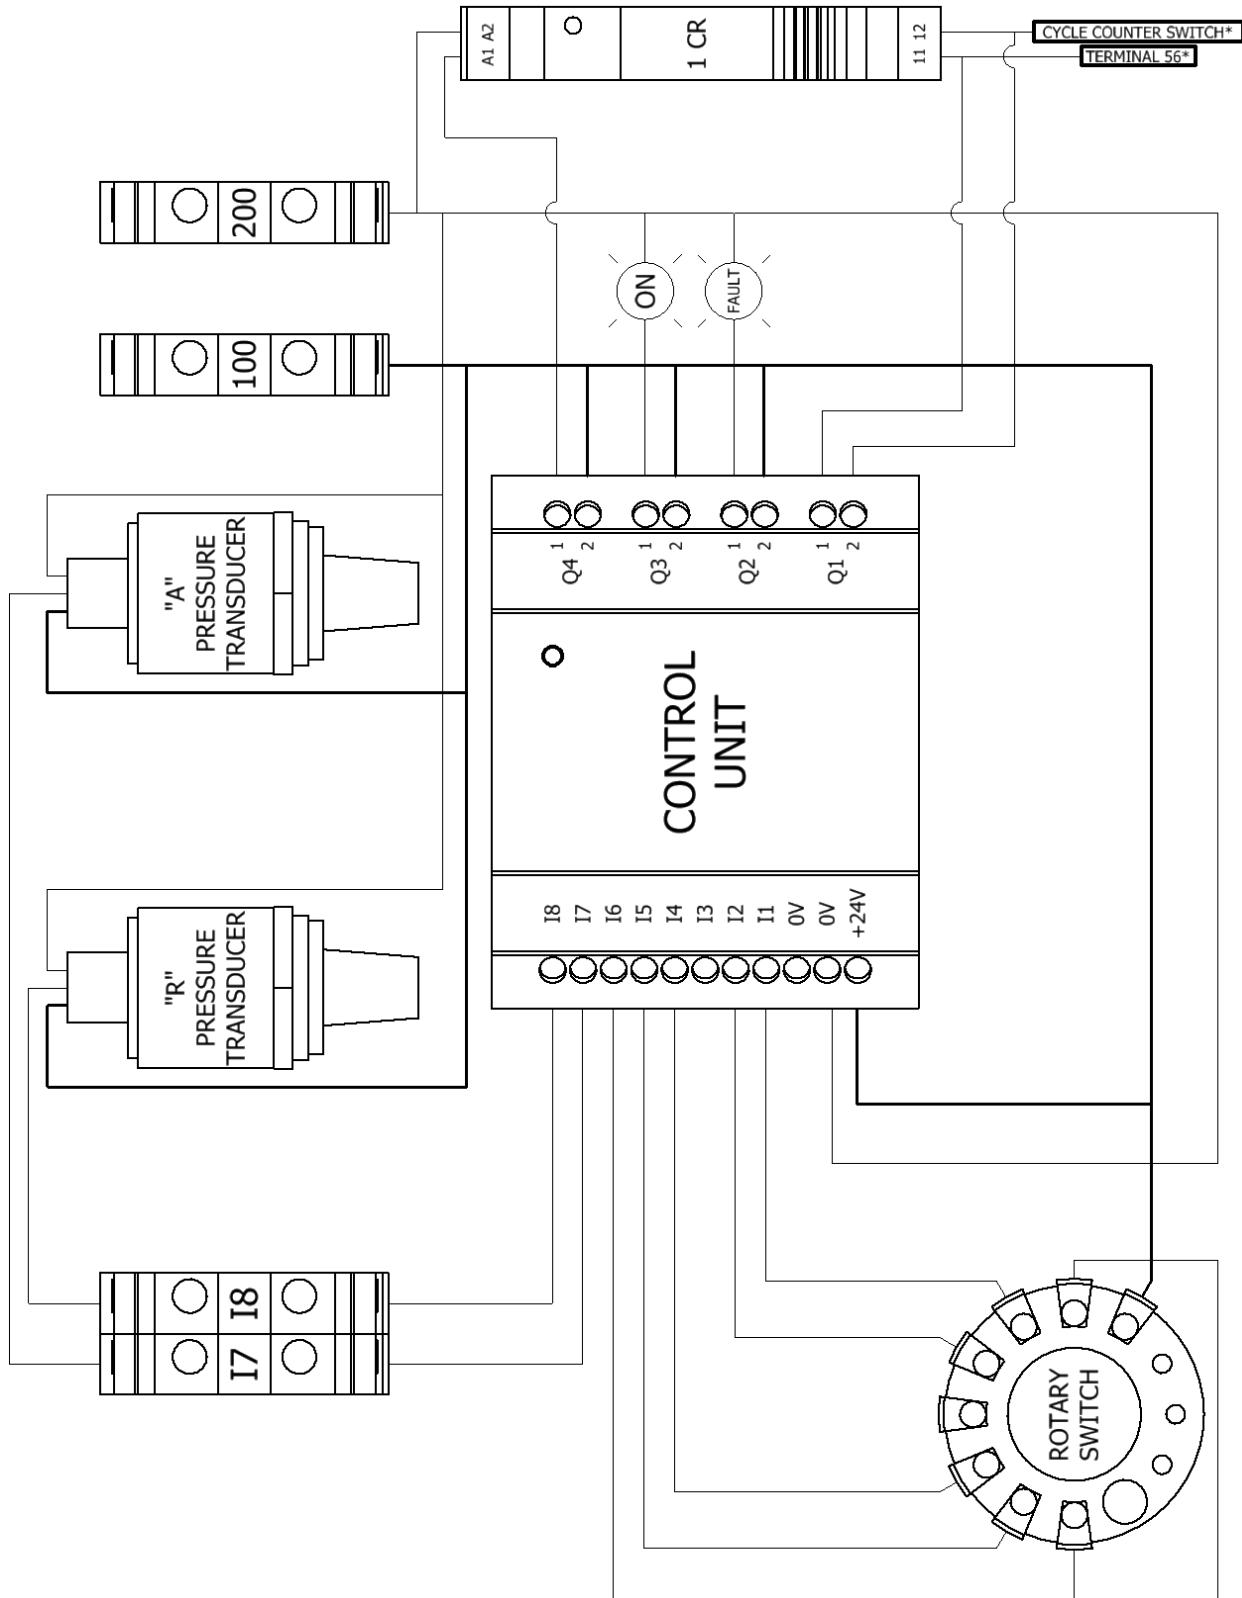 CYCLE COUNTER SWITCH*
TERMINAL 56*
A1 A2
1 CR
11 12
200
100
ON
FAULT
"A"
PRESSURE
TRANSDUCER
"R"
PRESSURE
TRANSDUCER
1
2
Q4
1
2
Q3
1
2
Q2
1
2
Q1
CONTROL
UNIT
I8
I7
I6
I5
I4
I3
I2
I1
0V
0V
+24V
I8
I7
ROTARY
SWITCH